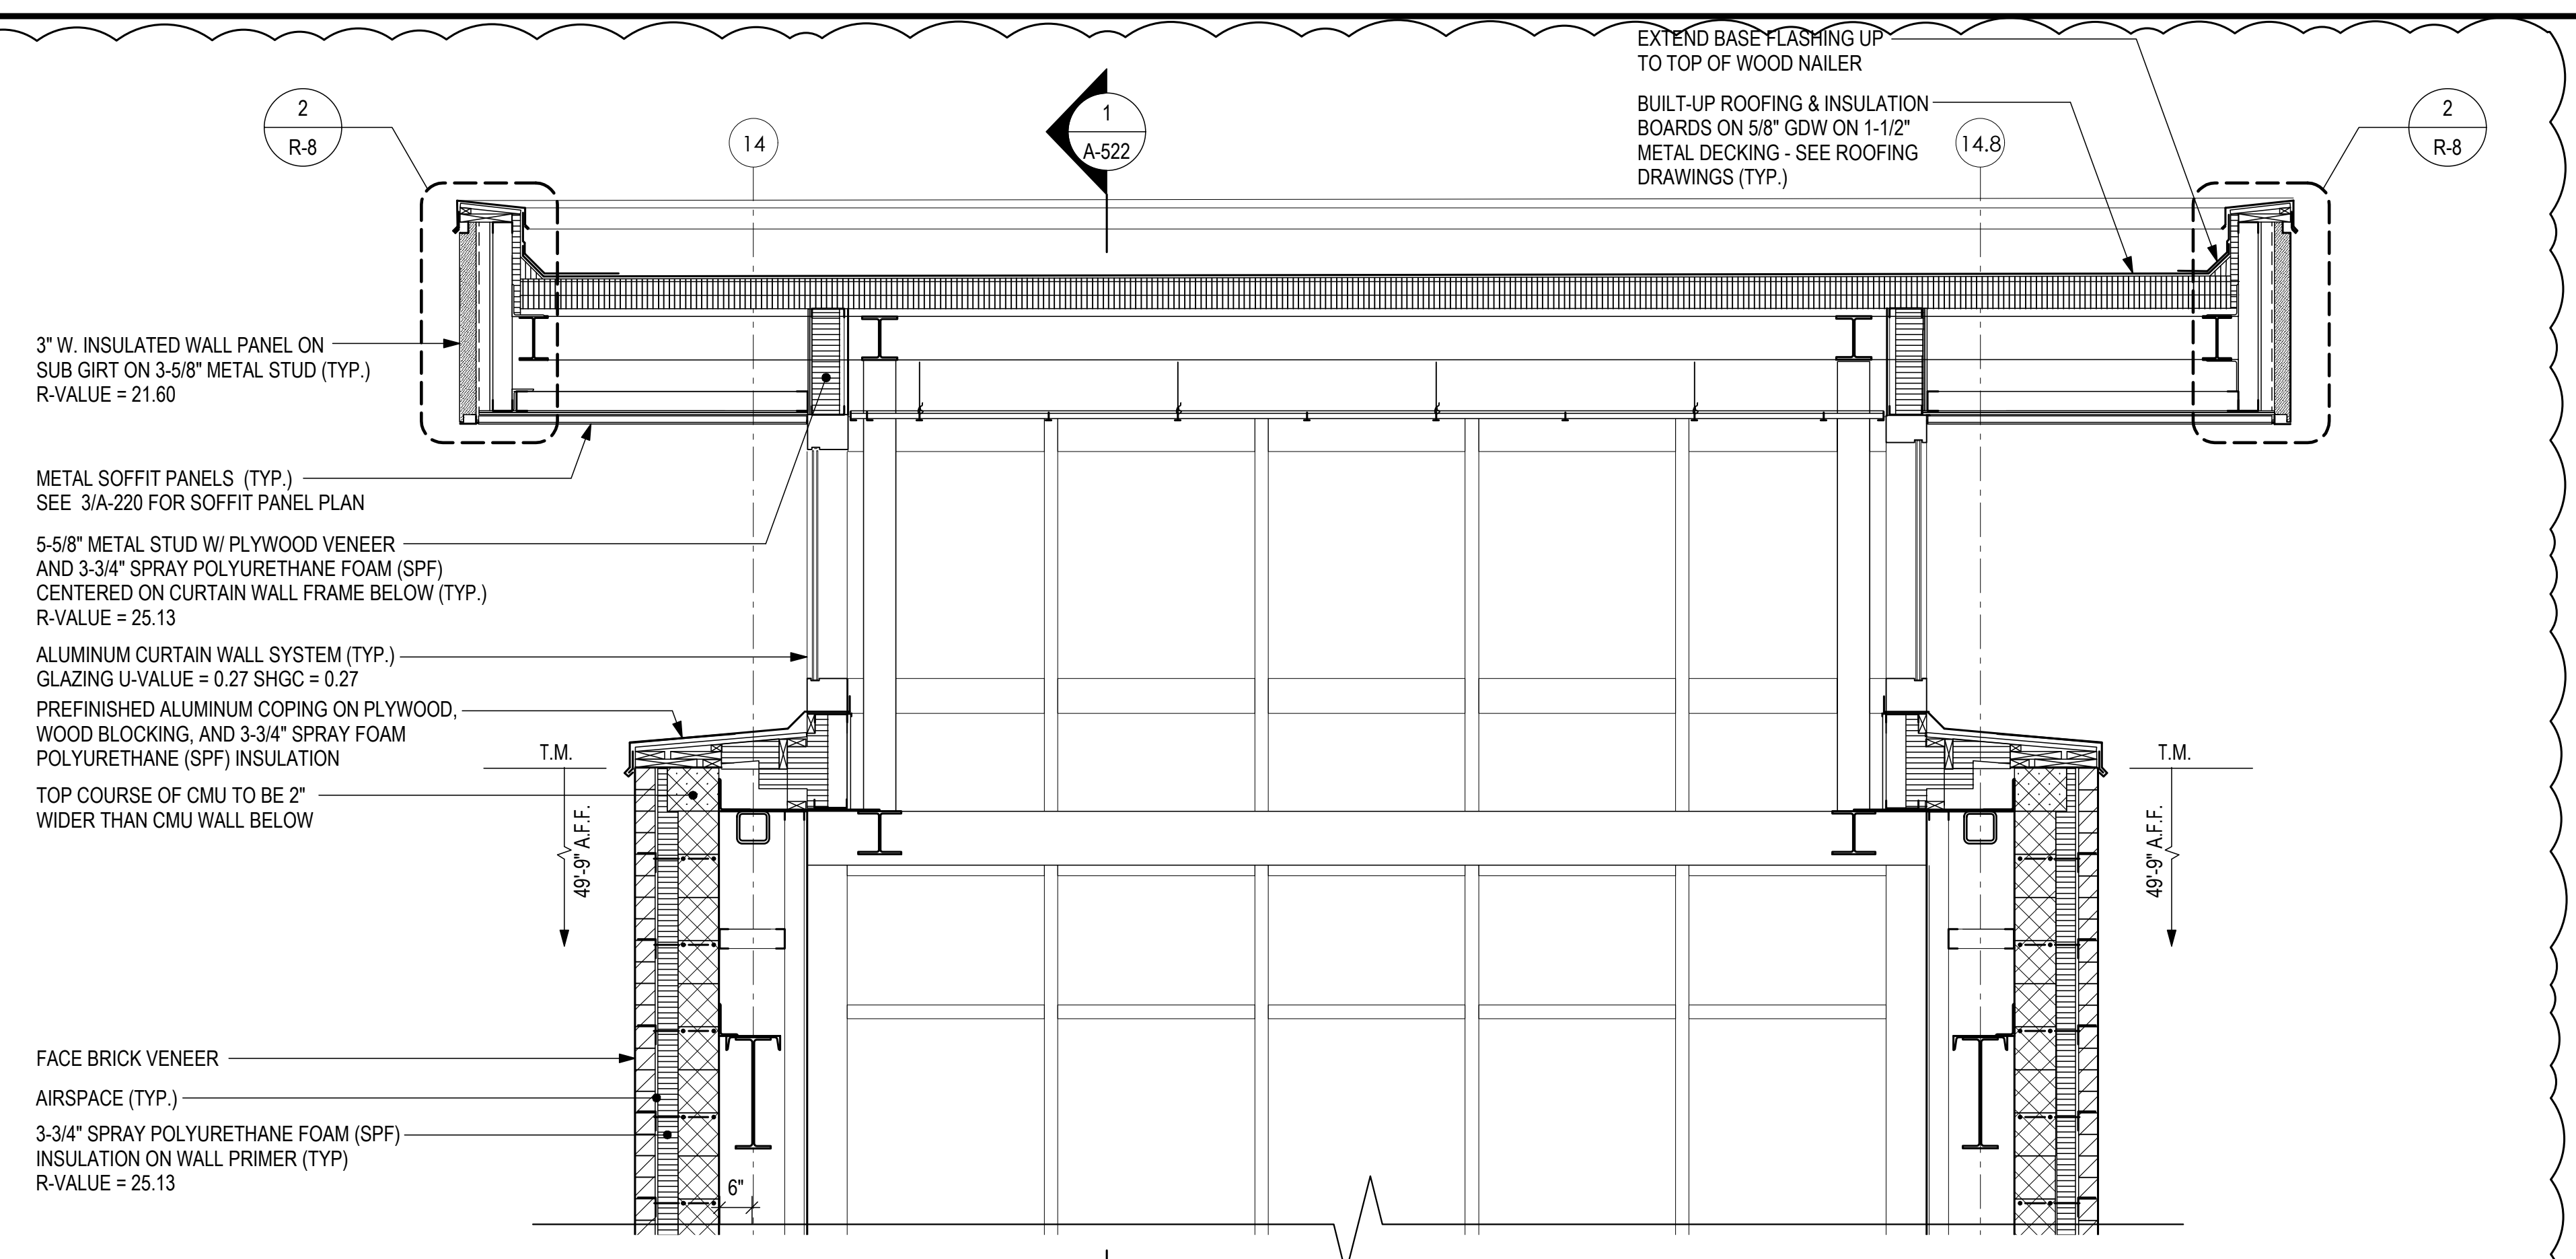 EXTEND BASE FLASHING UP
TO TOP OF WOOD NAILER
BUILT-UP ROOFING & INSULATION
BOARDS ON 5/8" GDW ON 1-1/2"
METAL DECKING - SEE ROOFING
DRAWINGS (TYP.)
2
R-8
14
1
A-522
14.8
2
R-8
3" W. INSULATED WALL PANEL ON
SUB GIRT ON 3-5/8" METAL STUD (TYP.)
R-VALUE = 21.60
METAL SOFFIT PANELS (TYP.)
SEE 3/A-220 FOR SOFFIT PANEL PLAN
5-5/8" METAL STUD W/ PLYWOOD VENEER
AND 3-3/4" SPRAY POLYURETHANE FOAM (SPF)
CENTERED ON CURTAIN WALL FRAME BELOW (TYP.)
R-VALUE = 25.13
ALUMINUM CURTAIN WALL SYSTEM (TYP.)
GLAZING U-VALUE = 0.27 SHGC = 0.27
PREFINISHED ALUMINUM COPING ON PLYWOOD,
WOOD BLOCKING, AND 3-3/4" SPRAY FOAM
POLYURETHANE (SPF) INSULATION
TOP COURSE OF CMU TO BE 2"
WIDER THAN CMU WALL BELOW
T.M.
49'-9" A.F.F.
T.M.
49'-9" A.F.F.
FACE BRICK VENEER
AIRSPACE (TYP.)
3-3/4" SPRAY POLYURETHANE FOAM (SPF)
INSULATION ON WALL PRIMER (TYP)
R-VALUE = 25.13
6"